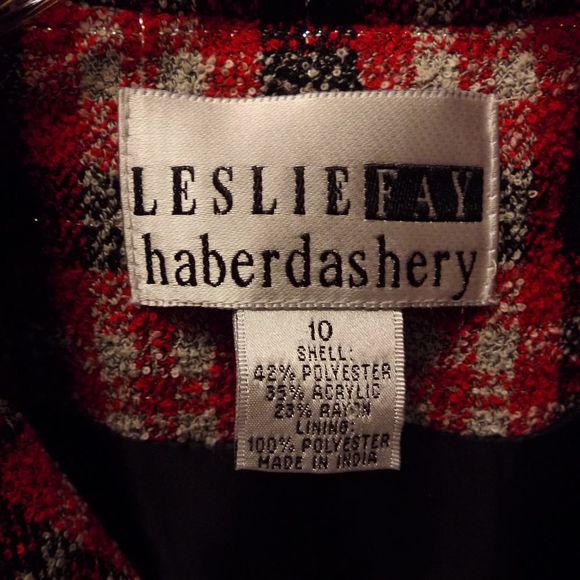 LESLIE FAY
haberdashery
10
SHELL:
42% POLYESTER
35% ACRYLIC
23% RAYON
LINING:
100% POLYESTER
MADE IN INDIA